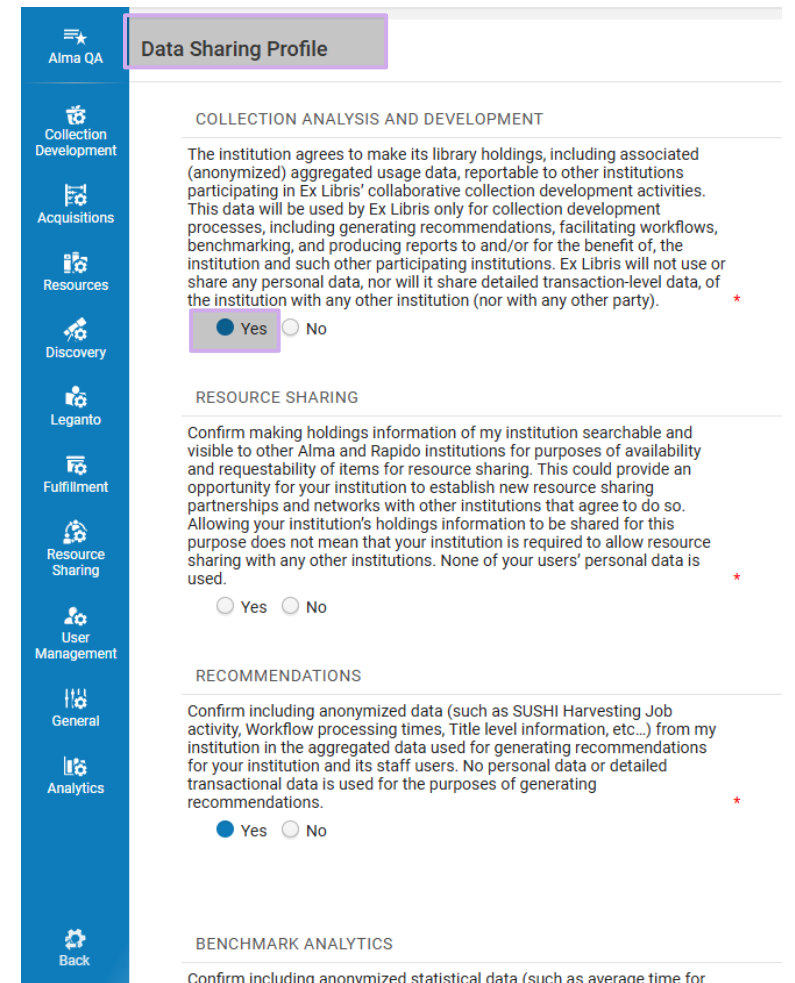 Alma QA
Data Sharing Profile
Collection
Development
Acquisitions
Resources
Discovery
Leganto
Fulfillment
Resource
Sharing
User
Management
General
Analytics
Back
COLLECTION ANALYSIS AND DEVELOPMENT
The institution agrees to make its library holdings, including associated
(anonymized) aggregated usage data, reportable to other institutions
participating in Ex Libris’ collaborative collection development activities.
This data will be used by Ex Libris only for collection development
processes, including generating recommendations, facilitating workflows,
benchmarking, and producing reports to and/or for the benefit of, the
institution and such other participating institutions. Ex Libris will not use or
share any personal data, nor will it share detailed transaction-level data, of
the institution with any other institution (nor with any other party). *
Yes No
RESOURCE SHARING
Confirm making holdings information of my institution searchable and
visible to other Alma and Rapido institutions for purposes of availability
and requestability of items for resource sharing. This could provide an
opportunity for your institution to establish new resource sharing
partnerships and networks with other institutions that agree to do so.
Allowing your institution’s holdings information to be shared for this
purpose does not mean that your institution is required to allow resource
sharing with any other institutions. None of your users’ personal data is
used. *
Yes No
RECOMMENDATIONS
Confirm including anonymized data (such as SUSHI Harvesting Job
activity, Workflow processing times, Title level information, etc…) from my
institution in the aggregated data used for generating recommendations
for your institution and its staff users. No personal data or detailed
transactional data is used for the purposes of generating
recommendations. *
Yes No
BENCHMARK ANALYTICS
Confirm including anonymized statistical data (such as average time for